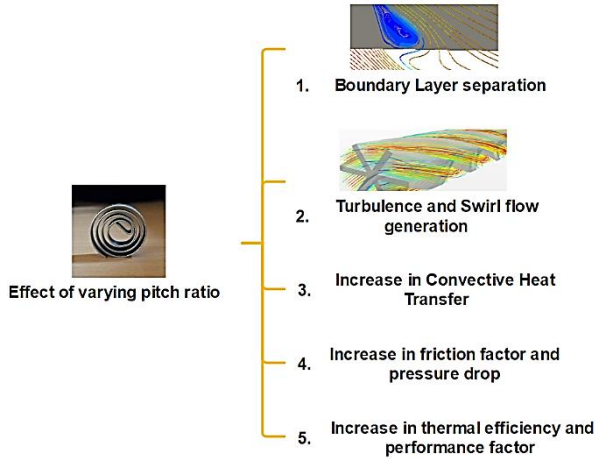 Effect of varying pitch ratio
1. Boundary Layer separation
2. Turbulence and Swirl flow
generation
3. Increase in Convective Heat
Transfer
4. Increase in friction factor and
pressure drop
5. Increase in thermal efficiency and
performance factor